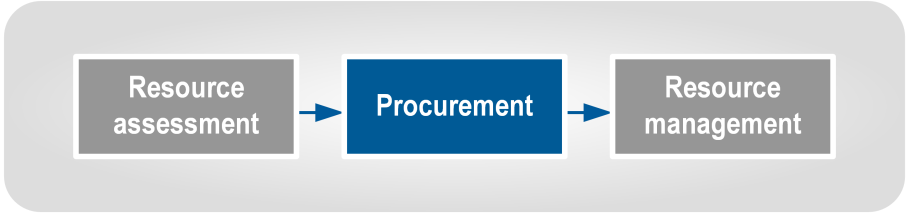 Resource
assessment
Procurement
Resource
management